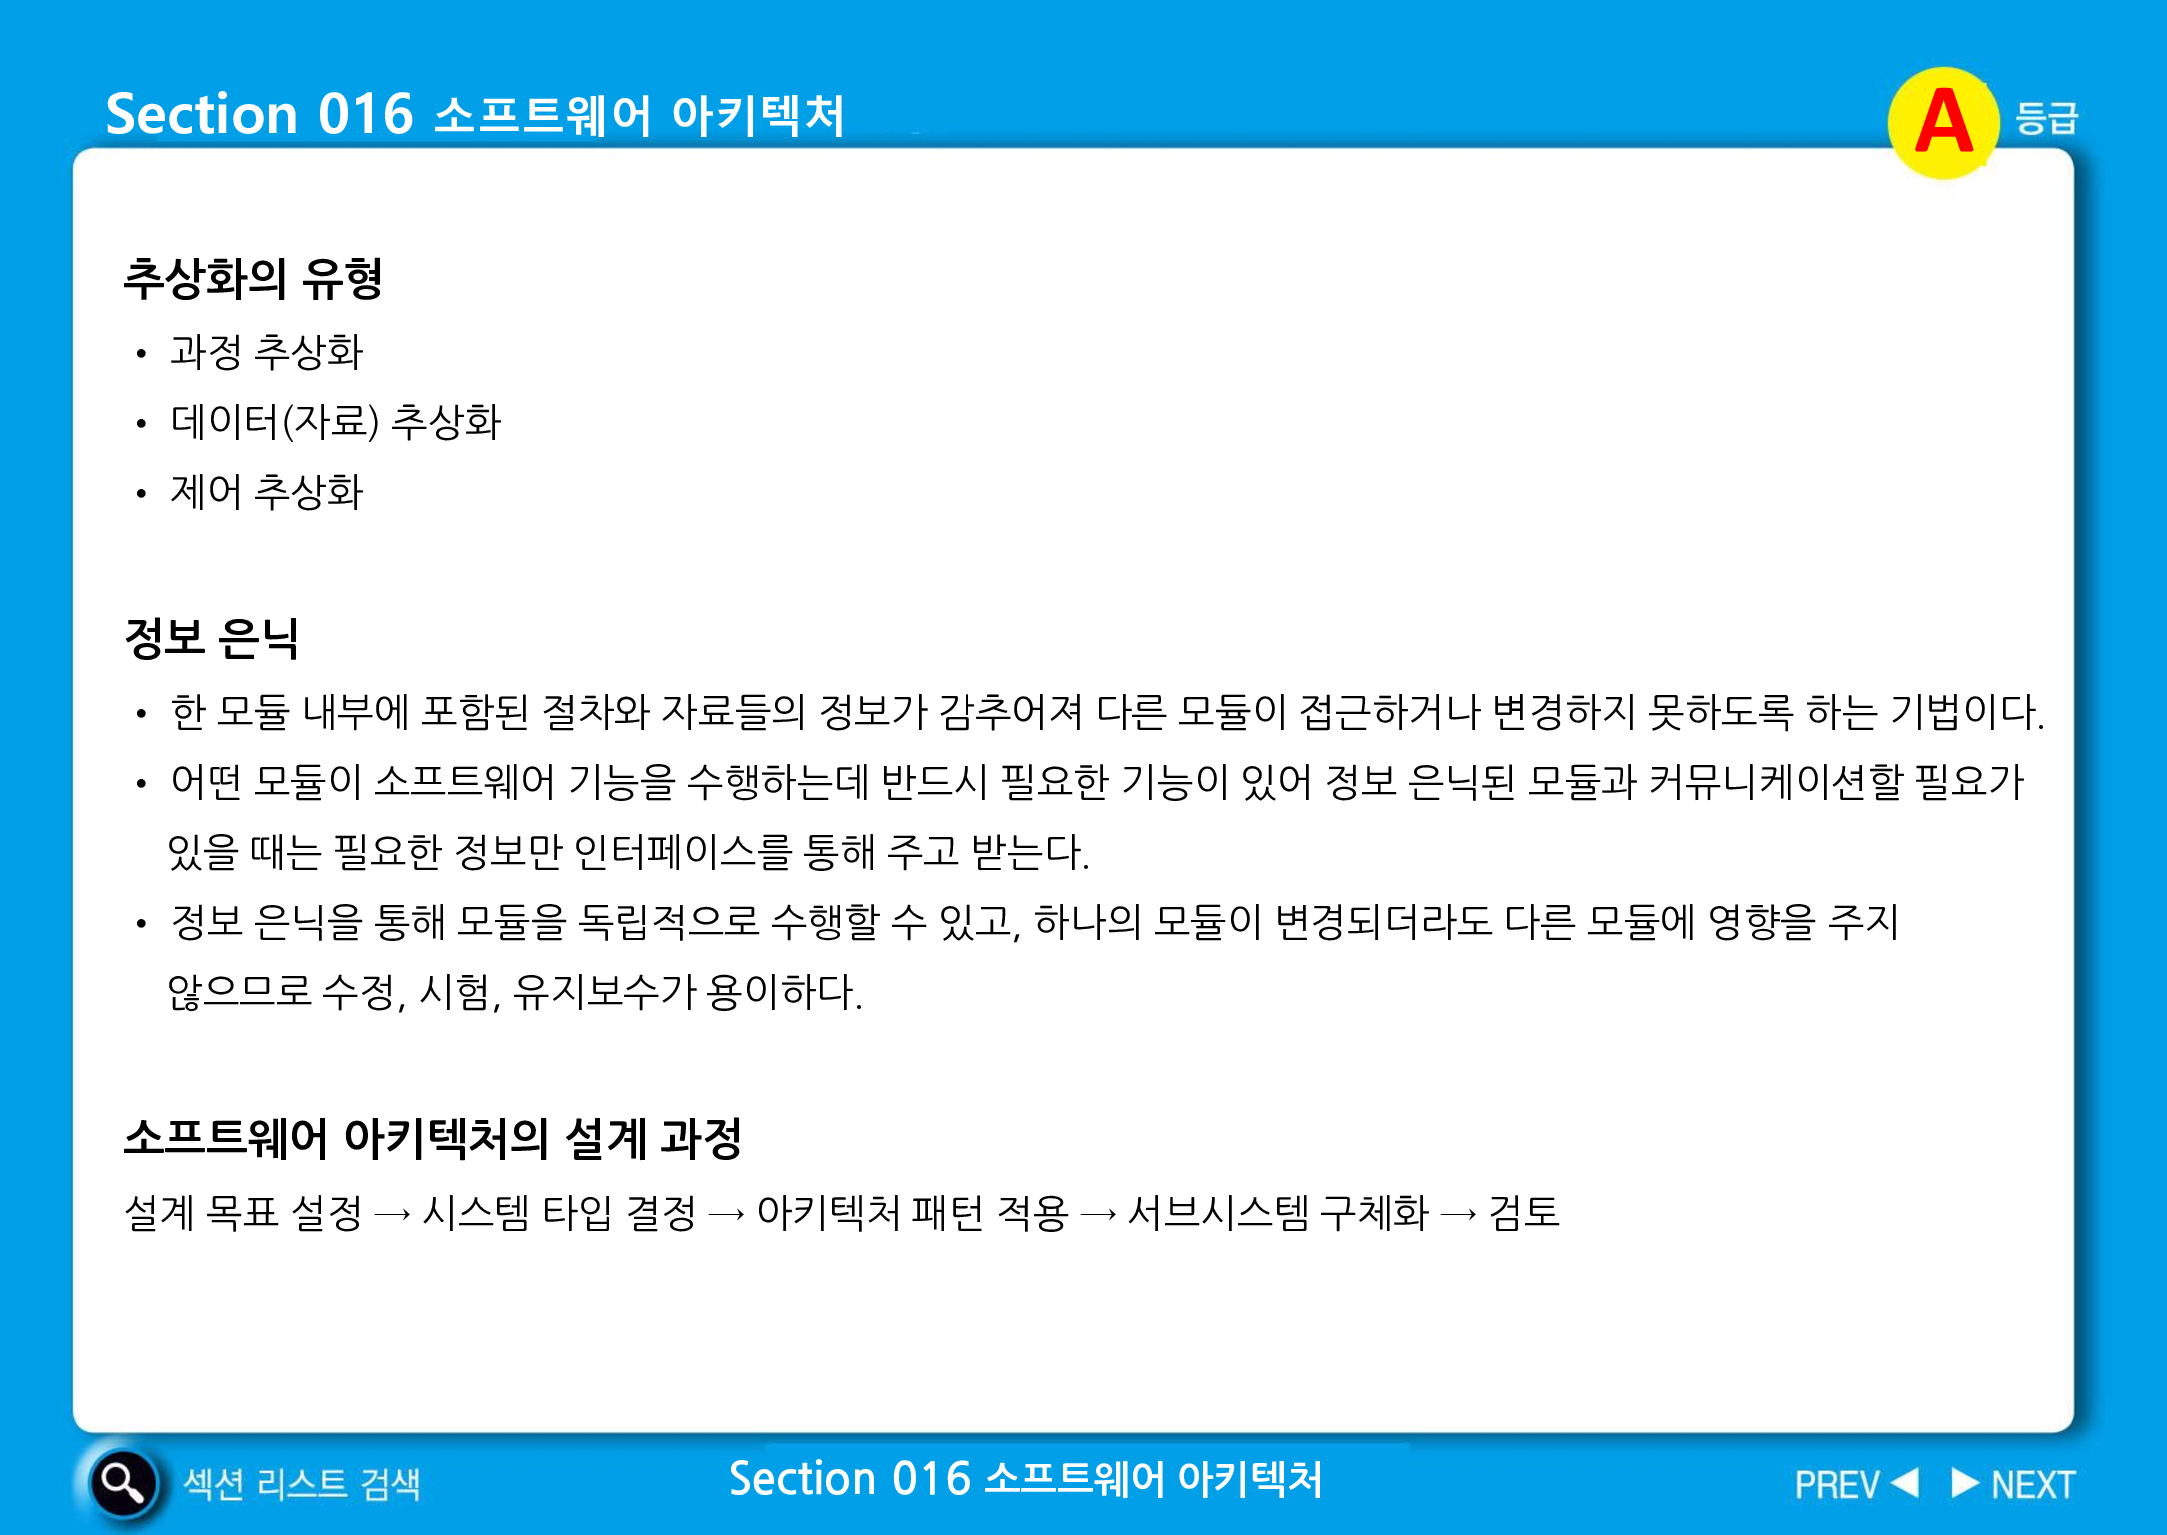 Section 016 소프트웨어 아키텍처
A 등급
추상화의 유형
• 과정 추상화
• 데이터(자료) 추상화
• 제어 추상화
정보 은닉
• 한 모듈 내부에 포함된 절차와 자료들의 정보가 감추어져 다른 모듈이 접근하거나 변경하지 못하도록 하는 기법이다.
• 어떤 모듈이 소프트웨어 기능을 수행하는데 반드시 필요한 기능이 있어 정보 은닉된 모듈과 커뮤니케이션할 필요가
있을 때는 필요한 정보만 인터페이스를 통해 주고 받는다.
• 정보 은닉을 통해 모듈을 독립적으로 수행할 수 있고, 하나의 모듈이 변경되더라도 다른 모듈에 영향을 주지
않으므로 수정, 시험, 유지보수가 용이하다.
소프트웨어 아키텍처의 설계 과정
설계 목표 설정 → 시스템 타입 결정 → 아키텍처 패턴 적용 → 서브시스템 구체화 → 검토
섹션 리스트 검색
Section 016 소프트웨어 아키텍처
PREV ◀ ▶ NEXT